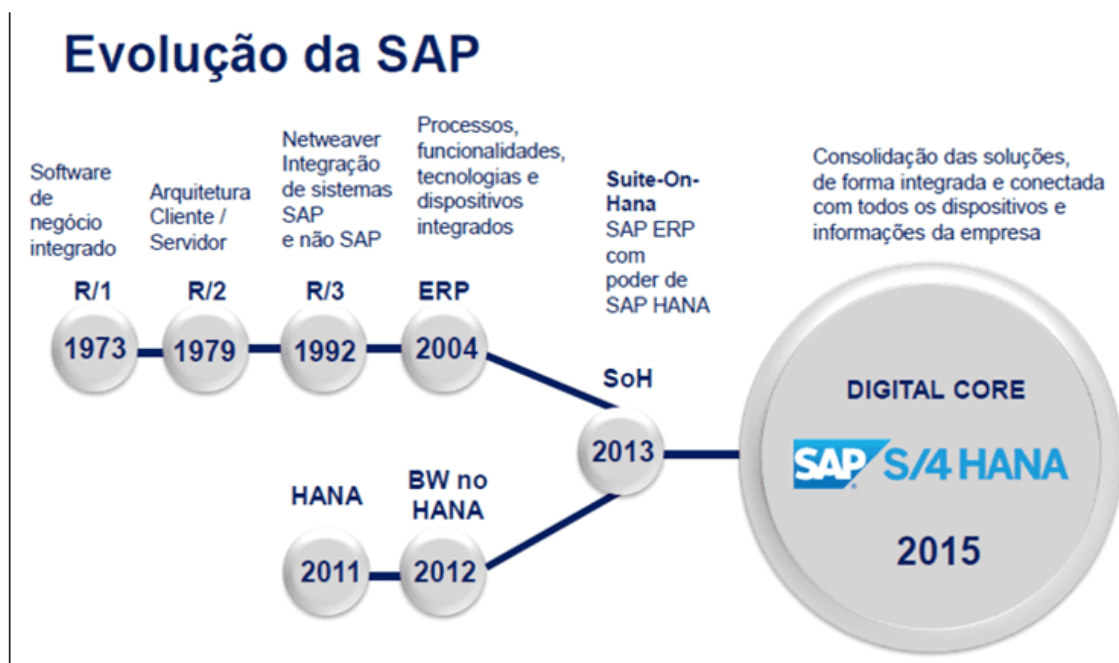 Evolução da SAP
Software
de
negócio
integrado
R/1
1973
Arquitetura
Cliente /
Servidor
R/2
1979
Netweaver
Integração
de sistemas
SAP
e não SAP
R/3
1992
Processos,
funcionalidades,
tecnologias e
dispositivos
integrados
ERP
2004
HANA
2011
BW no
HANA
2012
Suite-On-
Hana
SAP ERP
com
poder de
SAP HANA
SoH
2013
Consolidação das soluções,
de forma integrada e conectada
com todos os dispositivos e
informações da empresa
DIGITAL CORE
SAP S/4 HANA
2015